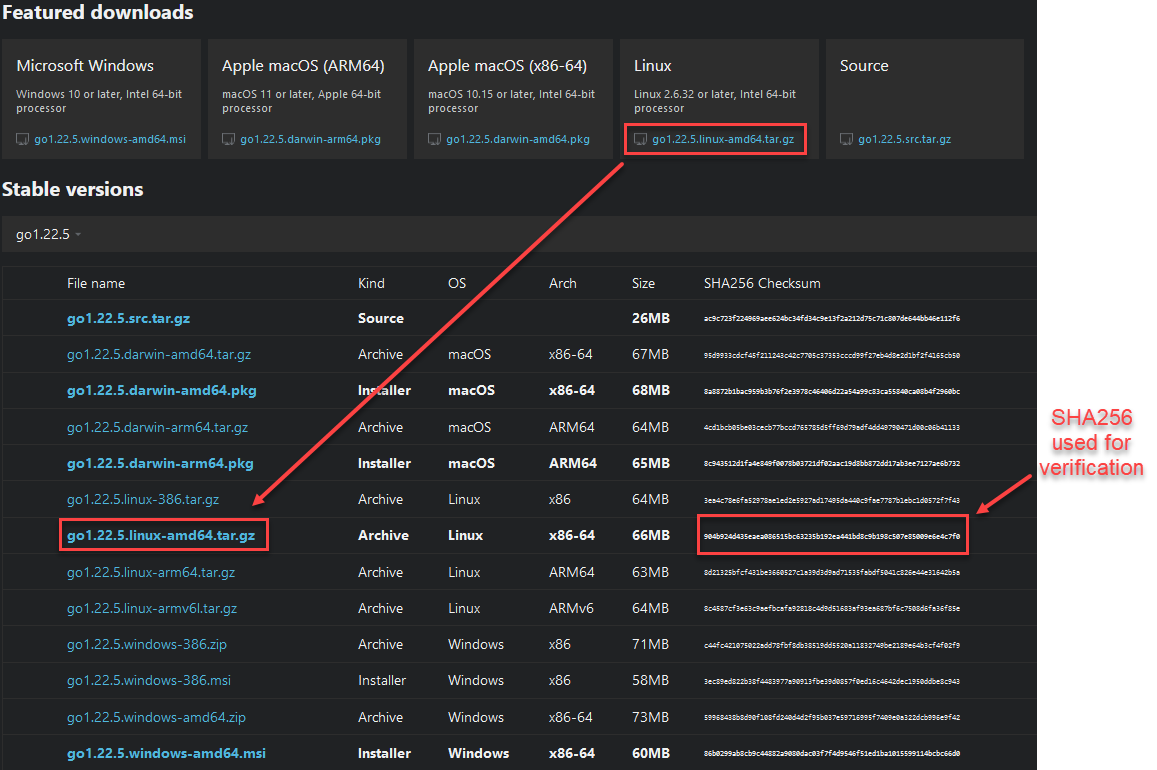 Featured downloads
Microsoft Windows
Windows 10 or later, Intel 64-bit
processor
go1.22.5.windows-amd64.msi
Apple macOS (ARM64)
macOS 11 or later, Apple 64-bit
processor
go1.22.5.darwin-arm64.pkg
Apple macOS (x86-64)
macOS 10.15 or later, Intel 64-bit
processor
go1.22.5.darwin-amd64.pkg
Linux
Linux 2.6.32 or later, Intel 64-bit
processor
go1.22.5.linux-amd64.tar.gz
Source
go1.22.5.src.tar.gz
Stable versions
go1.22.5
File name Kind OS Arch Size SHA256 Checksum
go1.22.5.src.tar.gz Source 26MB ac9c723f224969aee624bc34fd34c9e13f2a212d75c71c807de644bb46e112f6
go1.22.5.darwin-amd64.tar.gz Archive macOS x86-64 67MB 95d9933cdcf45f211243c42c7705c37353cccd99f27eb4d8e2d1bf2f4165cb50
go1.22.5.darwin-amd64.pkg Installer macOS x86-64 68MB 8a8872b1bac959b3b76f2e3978c46406d22a54a99c83ca55840ca08b4f2960bc
go1.22.5.darwin-arm64.tar.gz Archive macOS ARM64 64MB 4cd1bcb05be03cecb77bccd765785d5ff69d79adf4dd49790471d00c06b41133
go1.22.5.darwin-arm64.pkg Installer macOS ARM64 65MB 8c943512d1fa4e849f0078b03721df02aac19d8bb872dd17ab3ee7127ae6b732
go1.22.5.linux-386.tar.gz Archive Linux x86 64MB 3ea4c78e6fa52978ae1ed2e5927ad17495da440c9fae7787b1ebc1d0572f7f43
go1.22.5.linux-amd64.tar.gz Archive Linux x86-64 66MB 904b924d435eaea086515bc63235b192ea441bd8c9b198c507e85009e6e4c7f0
go1.22.5.linux-arm64.tar.gz Archive Linux ARM64 63MB 8d21325bfcf431be3660527c1a39d3d9ad71535fabdf5041c826e44e31642b5a
go1.22.5.linux-armv6l.tar.gz Archive Linux ARMv6 64MB 8c4587cf3e63c9aefbcafa92818c4d9d51683af93ea687bf6c7508d6fa36f85e
go1.22.5.windows-386.zip Archive Windows x86 71MB c44fc421075022add78fbf8db38519dd5520a11832749be2189e64b3cf4f02f9
go1.22.5.windows-386.msi Installer Windows x86 58MB 3ec89ed822b38f4483977a90913fbe39d0857f0ed16c4642dec1950ddbe8c943
go1.22.5.windows-amd64.zip Archive Windows x86-64 73MB 59968438b8d90f108fd240d4d2f95b037e59716995f7409e0a322dcb996e9f42
go1.22.5.windows-amd64.msi Installer Windows x86-64 60MB 86b0299ab8cb9c44882a9080dac03f7f4d9546f51ed1ba1015599114bcbc66d0
SHA256
used for
verification